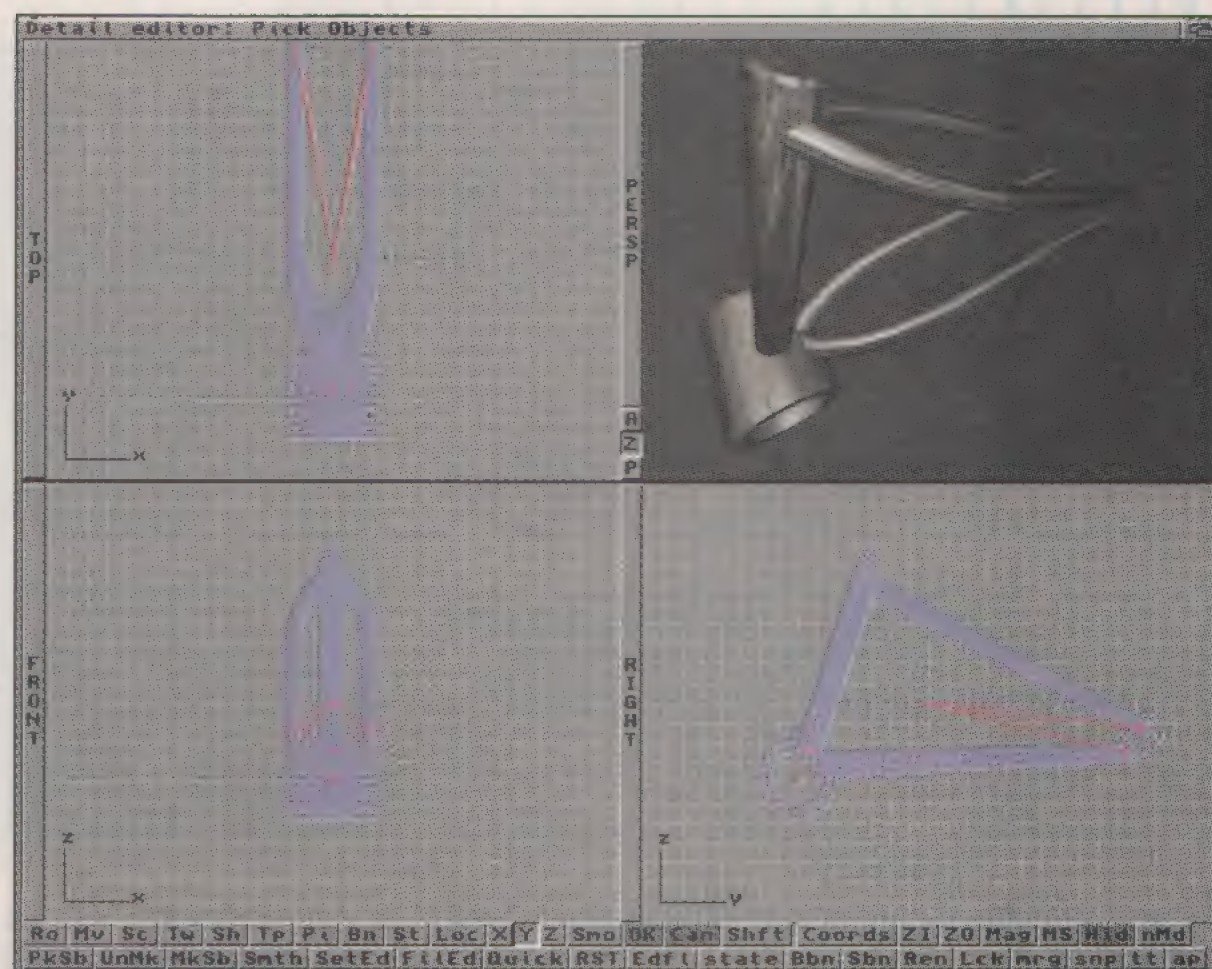 Detail editor: Pick Objects
TOP
PERSP
A
Z
P
Y
X
FRONT
RIGHT
Z
X
Z
Y
Ro Mv Sc Tw Sh Tp Pi Bn St Loc X Y Z Smo OK Can Shft Coords ZI ZO Mag MS Wid nMd
PkSb UnMk MkSb Smth SetEd FilEd Quick RST Edfl state Bbn Sbn Ren Lck mrg snp tt ap